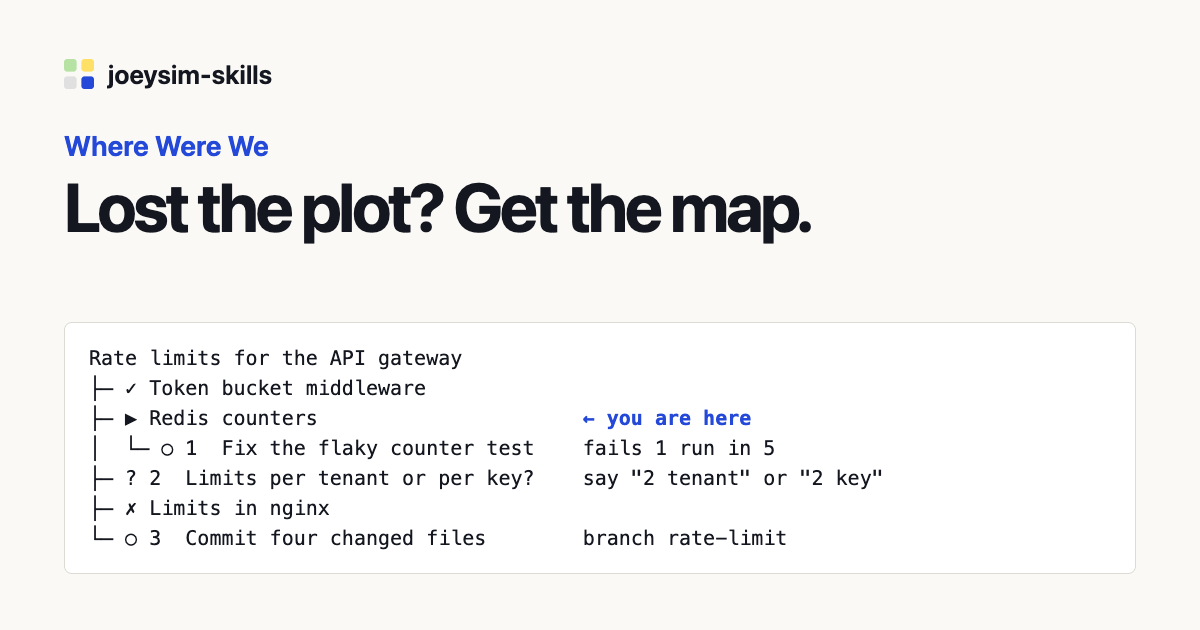 joeysim-skills
Where Were We
Lost the plot? Get the map.
Rate limits for the API gateway
├─ ✓ Token bucket middleware
├─ ▶ Redis counters                      ← you are here
│  └─ ○ 1  Fix the flaky counter test    fails 1 run in 5
├─ ? 2  Limits per tenant or per key?    say "2 tenant" or "2 key"
├─ ✗ Limits in nginx
└─ ○ 3  Commit four changed files        branch rate-limit